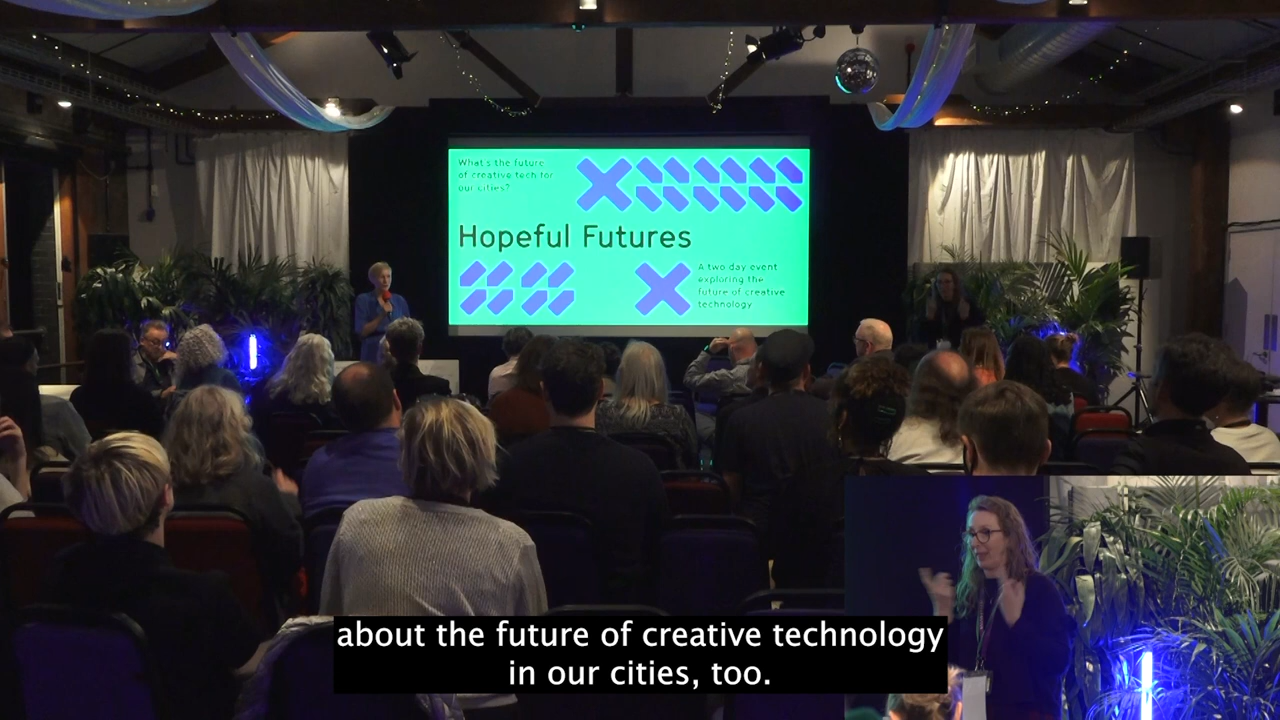 What's the future
of creative tech for
our cities?
Hopeful Futures
A two day event
exploring the
future of creative
technology
about the future of creative technology
in our cities, too.